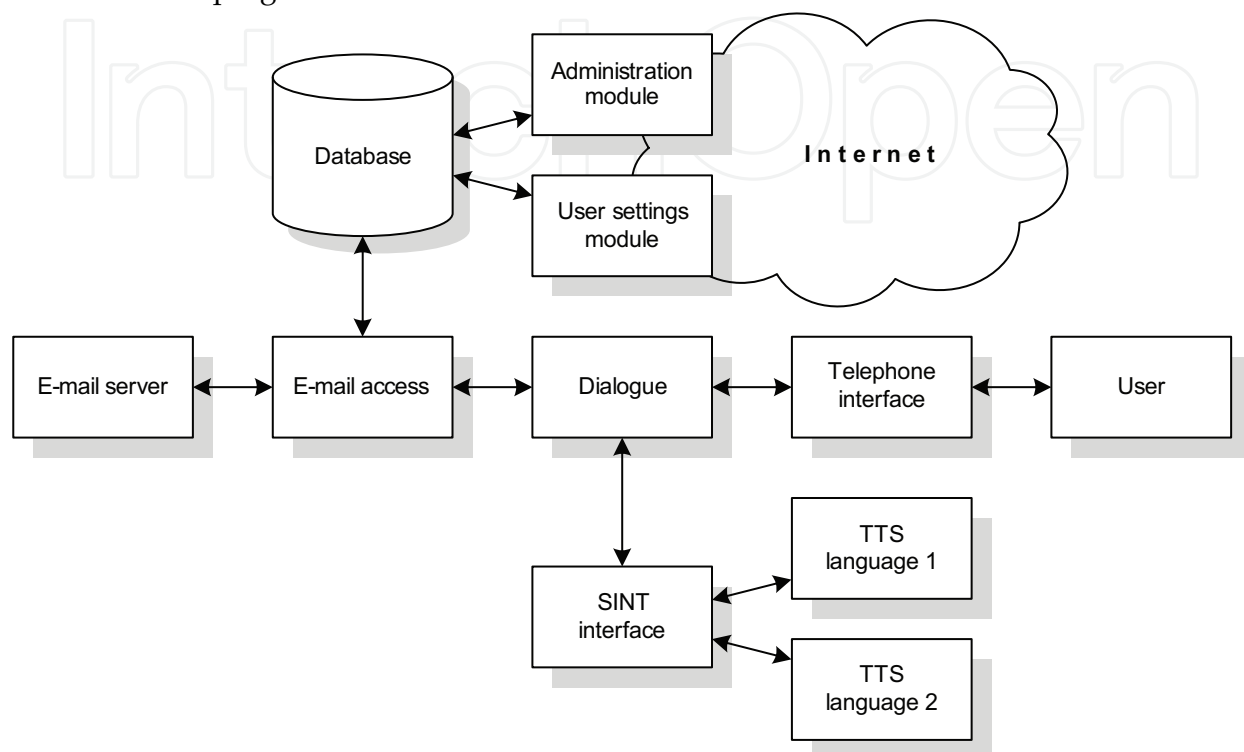 IntechOpen
Administration
module
Database
Internet
User settings
module
E-mail server
E-mail access
Dialogue
Telephone
interface
User
TTS
language 1
SINT
interface
TTS
language 2